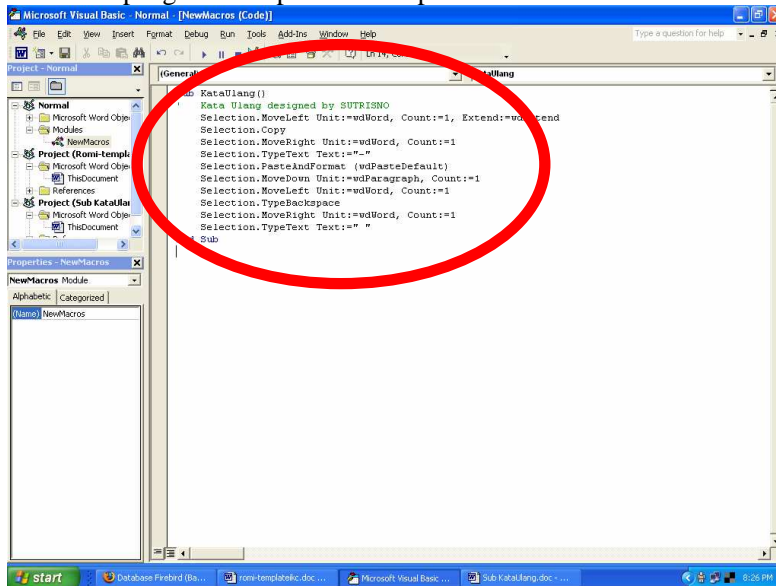 Microsoft Visual Basic - Normal - [NewMacros (Code)]
File Edit View Insert Format Debug Run Tools Add-Ins Window Help
Type a question for help
Project - Normal
(General)
KataUlang
Normal
Microsoft Word Obje
Modules
NewMacros
Project (Romi-templa
Microsoft Word Obje
ThisDocument
References
Project (Sub KataUlan
Microsoft Word Obje
ThisDocument
Sub KataUlang()
' Kata Ulang designed by SUTRISNO
Selection.MoveLeft Unit:=wdWord, Count:=1, Extend:=wdExtend
Selection.Copy
Selection.MoveRight Unit:=wdWord, Count:=1
Selection.TypeText Text:="-"
Selection.PasteAndFormat (wdPasteDefault)
Selection.MoveDown Unit:=wdParagraph, Count:=1
Selection.MoveLeft Unit:=wdWord, Count:=1
Selection.TypeBackspace
Selection.MoveRight Unit:=wdWord, Count:=1
Selection.TypeText Text:=" "
Sub
Properties - NewMacros
NewMacros Module
Alphabetic Categorized
(Name) NewMacros
start
Database Firebird (Ba...
romi-templateikc.doc ...
Microsoft Visual Basic ...
Sub KataUlang.doc - ...
8:26 PM